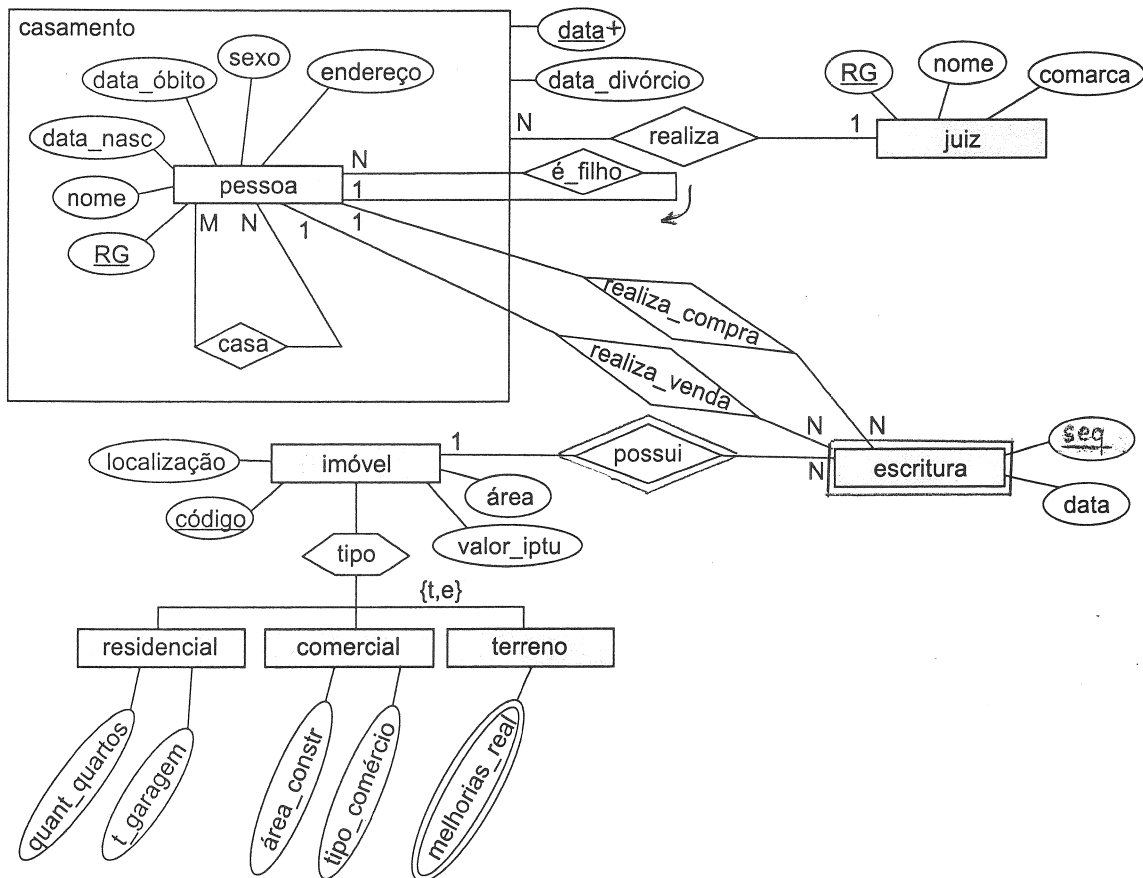 casamento
data+
sexo
data_óbito
endereço
data_divórcio
RG
nome
comarca
data_nasc
N
realiza
1
juiz
pessoa
N
é_filho
1
nome
M
N
1
1
RG
realiza_compra
casa
realiza_venda
N
N
seq
localização
imóvel
1
possui
N
escritura
área
data
código
valor_iptu
tipo
{t,e}
residencial
comercial
terreno
quant_quartos
t_garagem
área_constr
tipo_comércio
melhorias_real